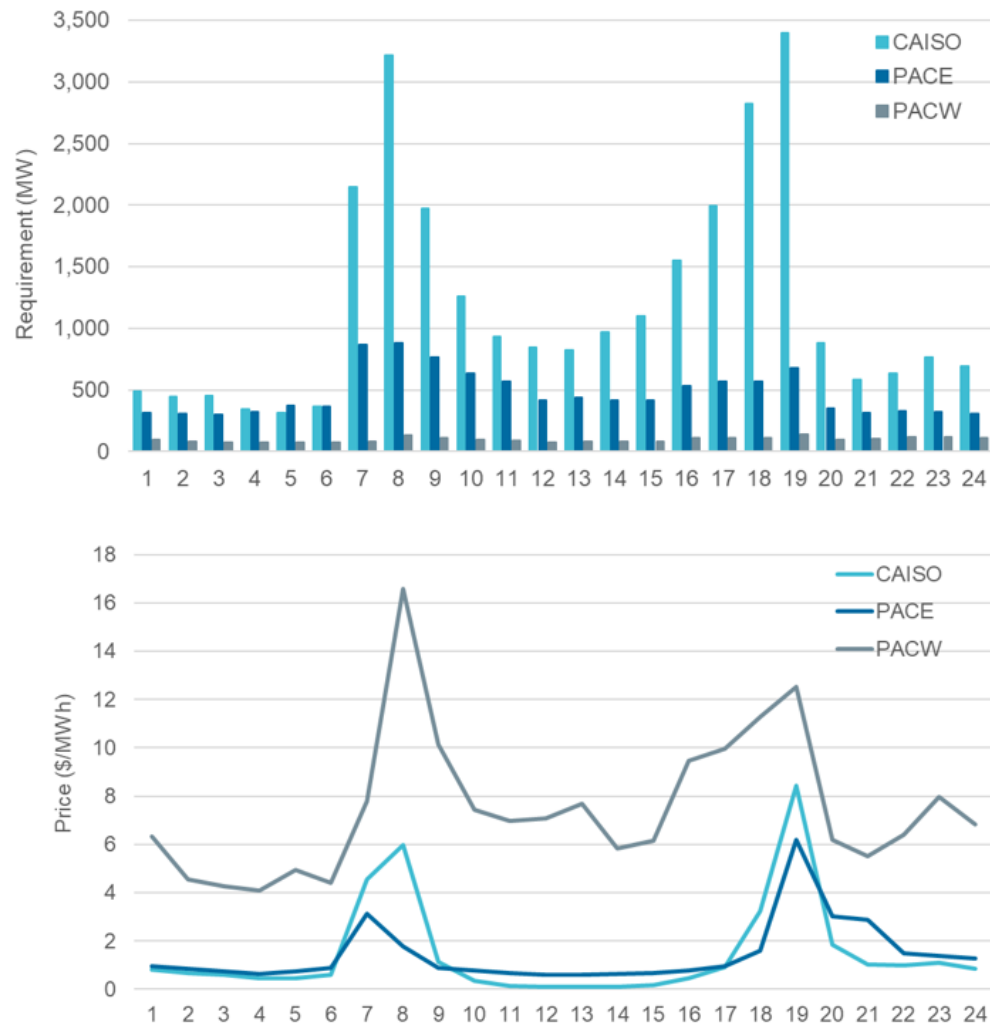 3,500
3,000
2,500
2,000
1,500
1,000
500
0
Requirement (MW)
CAISO
PACE
PACW
1 2 3 4 5 6 7 8 9 10 11 12 13 14 15 16 17 18 19 20 21 22 23 24
18
16
14
12
10
8
6
4
2
0
Price ($/MWh)
CAISO
PACE
PACW
1 2 3 4 5 6 7 8 9 10 11 12 13 14 15 16 17 18 19 20 21 22 23 24